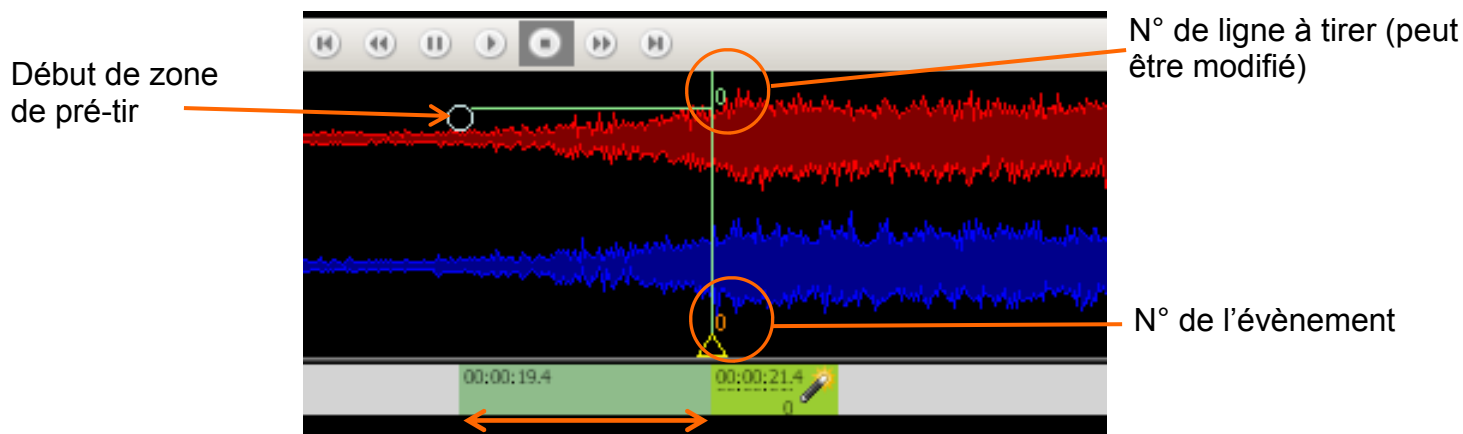 N° de ligne à tirer (peut
être modifié)
Début de zone
de pré-tir
0
0
N° de l’évènement
00:00:19.4
00:00:21.4
0